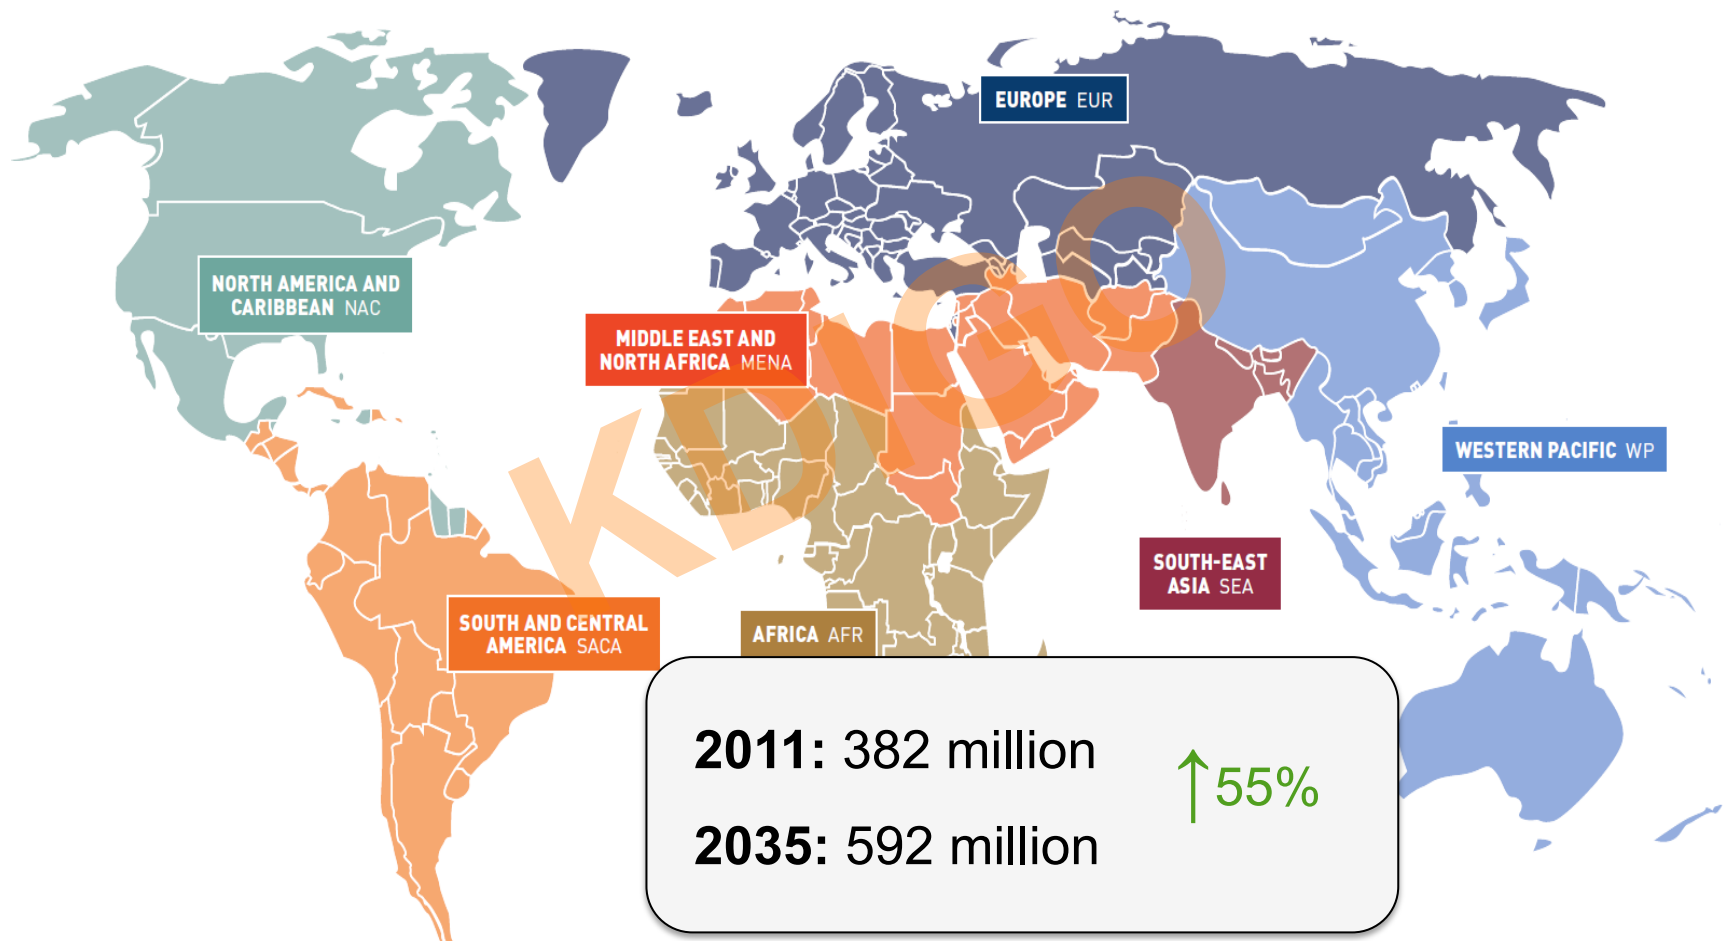 EUROPE EUR
NORTH AMERICA AND
CARIBBEAN NAC
MIDDLE EAST AND
NORTH AFRICA MENA
WESTERN PACIFIC WP
SOUTH-EAST
ASIA SEA
SOUTH AND CENTRAL
AMERICA SACA
AFRICA AFR
KDIGO
2011: 382 million
↑55%
2035: 592 million